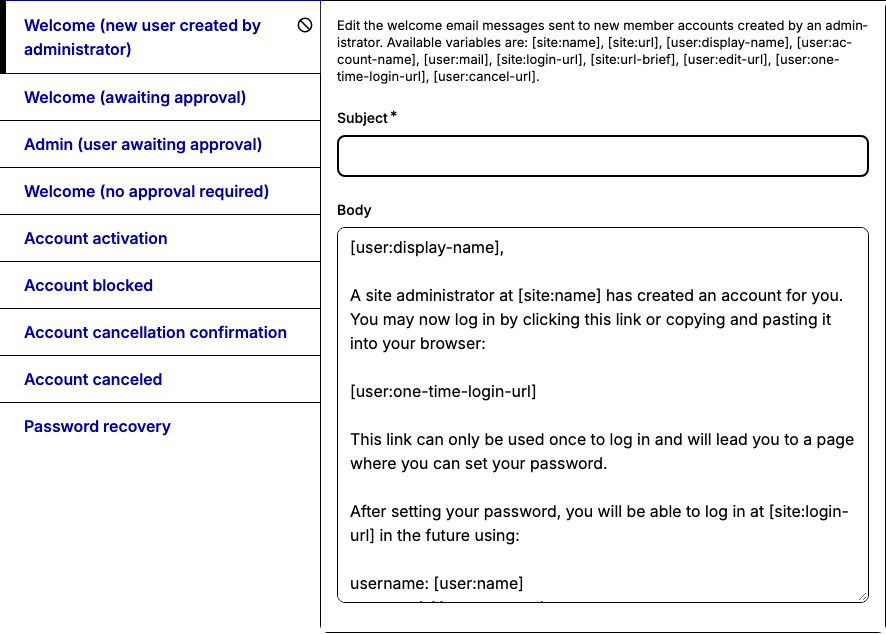 Welcome (new user created by
administrator)
Welcome (awaiting approval)
Admin (user awaiting approval)
Welcome (no approval required)
Account activation
Account blocked
Account cancellation confirmation
Account canceled
Password recovery
Edit the welcome email messages sent to new member accounts created by an admin-
istrator. Available variables are: [site:name], [site:url], [user:display-name], [user:ac-
count-name], [user:mail], [site:login-url], [site:url-brief], [user:edit-url], [user:one-
time-login-url], [user:cancel-url].
Subject*
Body
[user:display-name],
A site administrator at [site:name] has created an account for you.
You may now log in by clicking this link or copying and pasting it
into your browser:
[user:one-time-login-url]
This link can only be used once to log in and will lead you to a page
where you can set your password.
After setting your password, you will be able to log in at [site:login-
url] in the future using:
username: [user:name]